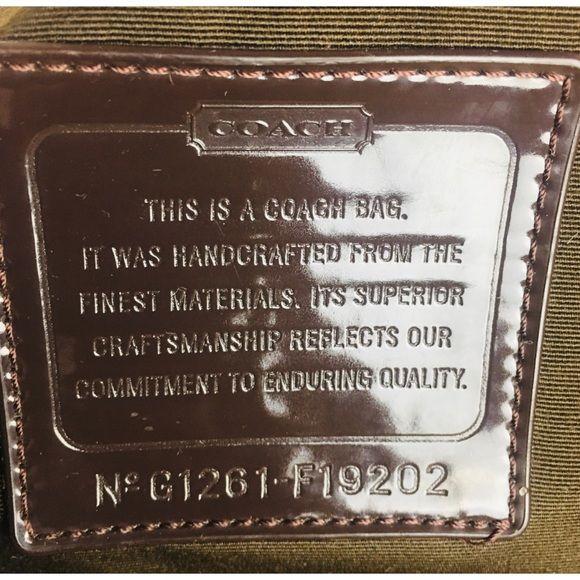 COACH
THIS IS A COACH BAG.
IT WAS HANDCRAFTED FROM THE
FINEST MATERIALS. ITS SUPERIOR
CRAFTSMANSHIP REFLECTS OUR
COMMITMENT TO ENDURING QUALITY.
Nº G1261-F19202